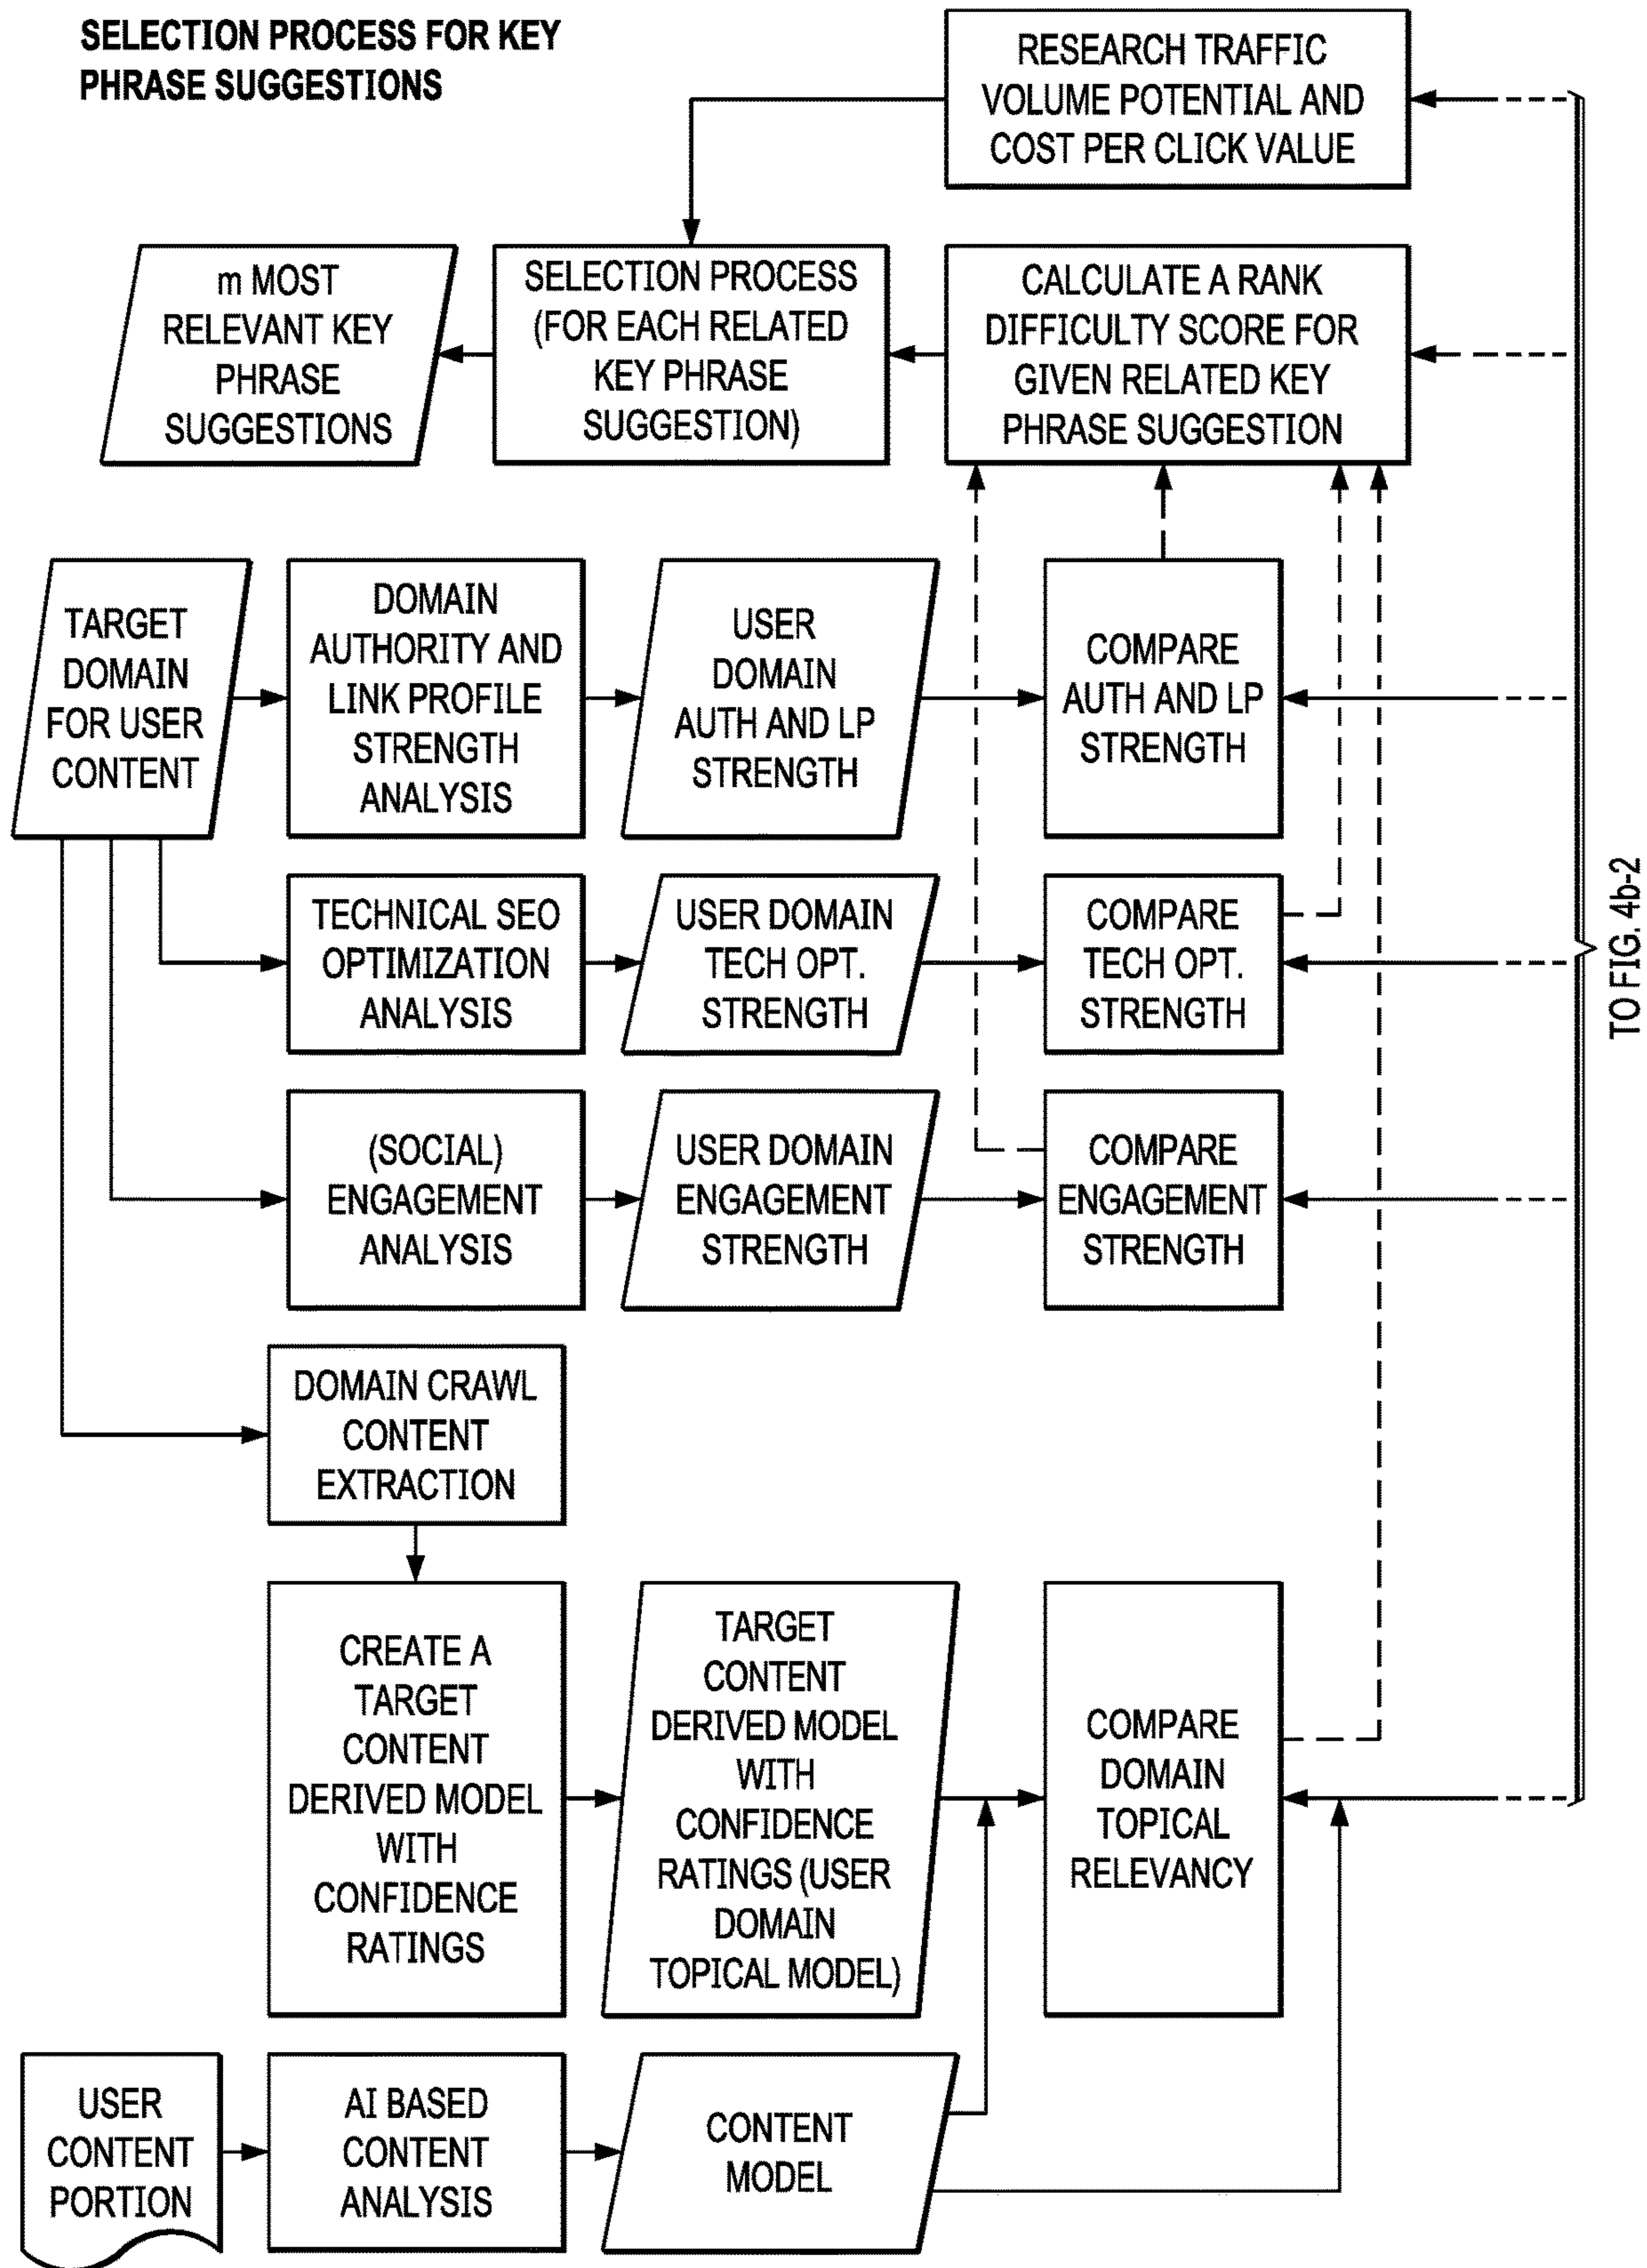 SELECTION PROCESS FOR KEY
PHRASE SUGGESTIONS
RESEARCH TRAFFIC
VOLUME POTENTIAL AND
COST PER CLICK VALUE
m MOST
RELEVANT KEY
PHRASE
SUGGESTIONS
SELECTION PROCESS
(FOR EACH RELATED
KEY PHRASE
SUGGESTION)
CALCULATE A RANK
DIFFICULTY SCORE FOR
GIVEN RELATED KEY
PHRASE SUGGESTION
TARGET
DOMAIN
FOR USER
CONTENT
DOMAIN
AUTHORITY AND
LINK PROFILE
STRENGTH
ANALYSIS
USER
DOMAIN
AUTH AND LP
STRENGTH
COMPARE
AUTH AND LP
STRENGTH
TECHNICAL SEO
OPTIMIZATION
ANALYSIS
USER DOMAIN
TECH OPT.
STRENGTH
COMPARE
TECH OPT.
STRENGTH
TO FIG. 4b-2
(SOCIAL)
ENGAGEMENT
ANALYSIS
USER DOMAIN
ENGAGEMENT
STRENGTH
COMPARE
ENGAGEMENT
STRENGTH
DOMAIN CRAWL
CONTENT
EXTRACTION
CREATE A
TARGET
CONTENT
DERIVED MODEL
WITH
CONFIDENCE
RATINGS
TARGET
CONTENT
DERIVED MODEL
WITH
CONFIDENCE
RATINGS (USER
DOMAIN
TOPICAL MODEL)
COMPARE
DOMAIN
TOPICAL
RELEVANCY
USER
CONTENT
PORTION
AI BASED
CONTENT
ANALYSIS
CONTENT
MODEL